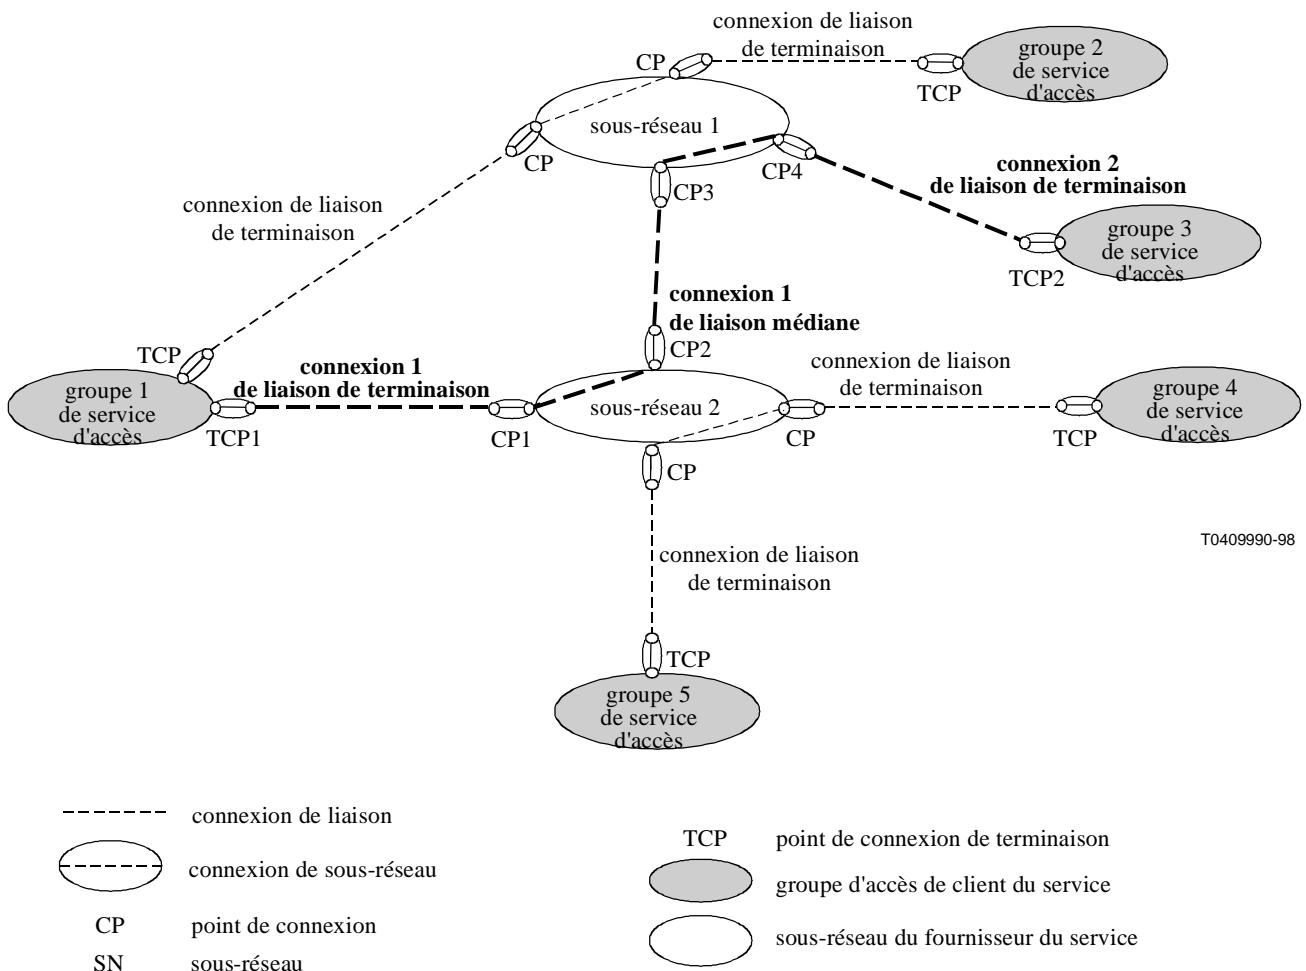 connexion de liaison
de terminaison
CP
TCP
groupe 2
de service
d'accès
sous-réseau 1
CP
CP3
CP4
connexion 2
de liaison de terminaison
connexion de liaison
de terminaison
groupe 3
de service
d'accès
TCP2
connexion 1
de liaison médiane
TCP
CP2
connexion 1
de liaison de terminaison
connexion de liaison
de terminaison
groupe 1
de service
d'accès
TCP1
CP1
sous-réseau 2
CP
TCP
groupe 4
de service
d'accès
CP
T0409990-98
connexion de liaison
de terminaison
TCP
groupe 5
de service
d'accès
connexion de liaison
connexion de sous-réseau
CP point de connexion
SN sous-réseau
TCP point de connexion de terminaison
groupe d'accès de client du service
sous-réseau du fournisseur du service